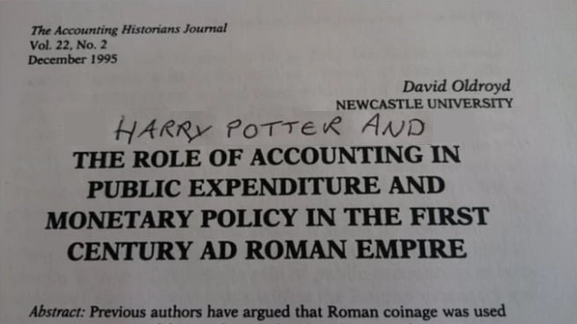 The Accounting Historians Journal
Vol. 22, No. 2
December 1995
David Oldroyd
NEWCASTLE UNIVERSITY
HARRY POTTER AND
THE ROLE OF ACCOUNTING IN
PUBLIC EXPENDITURE AND
MONETARY POLICY IN THE FIRST
CENTURY AD ROMAN EMPIRE
Abstract: Previous authors have argued that Roman coinage was used